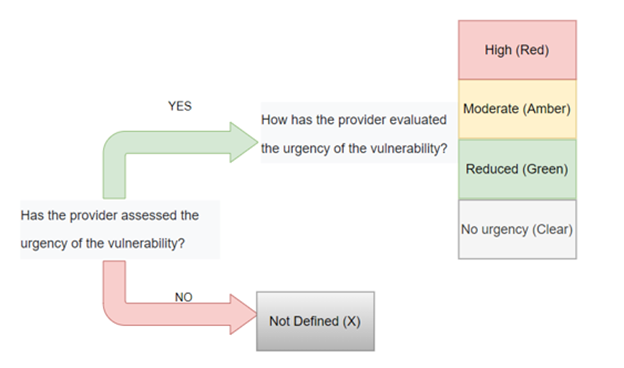 High (Red)
YES
Moderate (Amber)
How has the provider evaluated
the urgency of the vulnerability?
Reduced (Green)
Has the provider assessed the
urgency of the vulnerability?
No urgency (Clear)
NO
Not Defined (X)